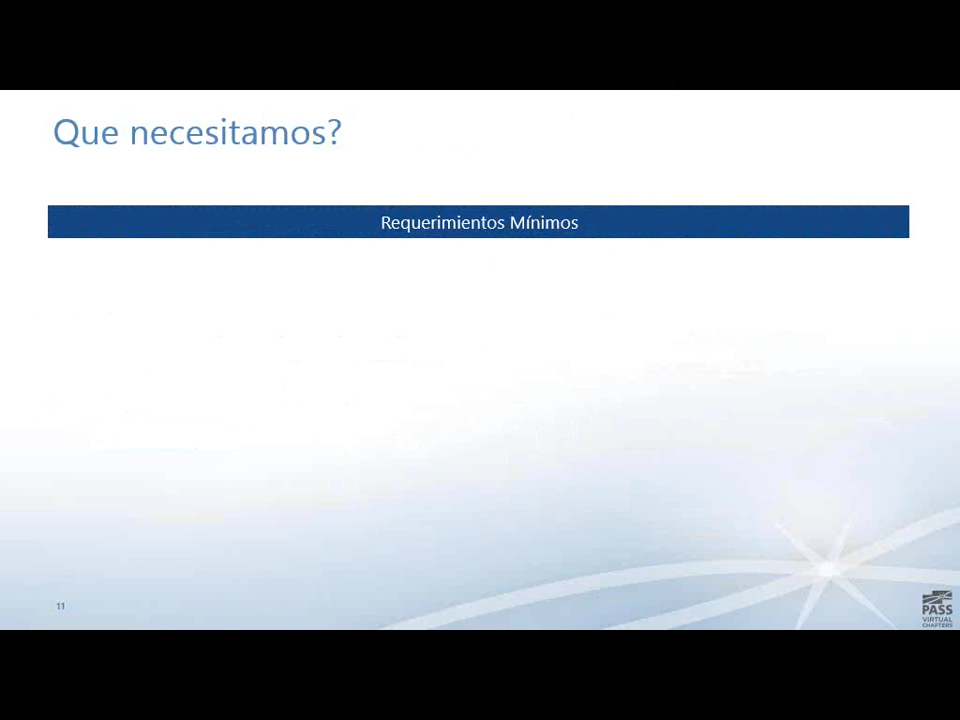 Que necesitamos?
Requerimientos Mínimos
11
PASS
VIRTUAL
CHAPTERS